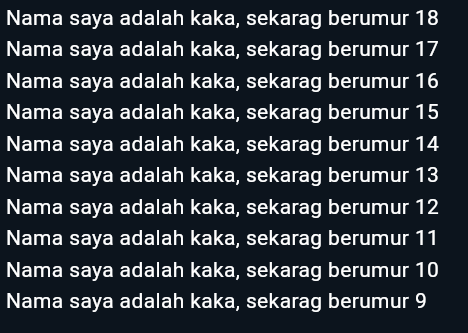 Nama saya adalah kaka, sekarag berumur 18
Nama saya adalah kaka, sekarag berumur 17
Nama saya adalah kaka, sekarag berumur 16
Nama saya adalah kaka, sekarag berumur 15
Nama saya adalah kaka, sekarag berumur 14
Nama saya adalah kaka, sekarag berumur 13
Nama saya adalah kaka, sekarag berumur 12
Nama saya adalah kaka, sekarag berumur 11
Nama saya adalah kaka, sekarag berumur 10
Nama saya adalah kaka, sekarag berumur 9